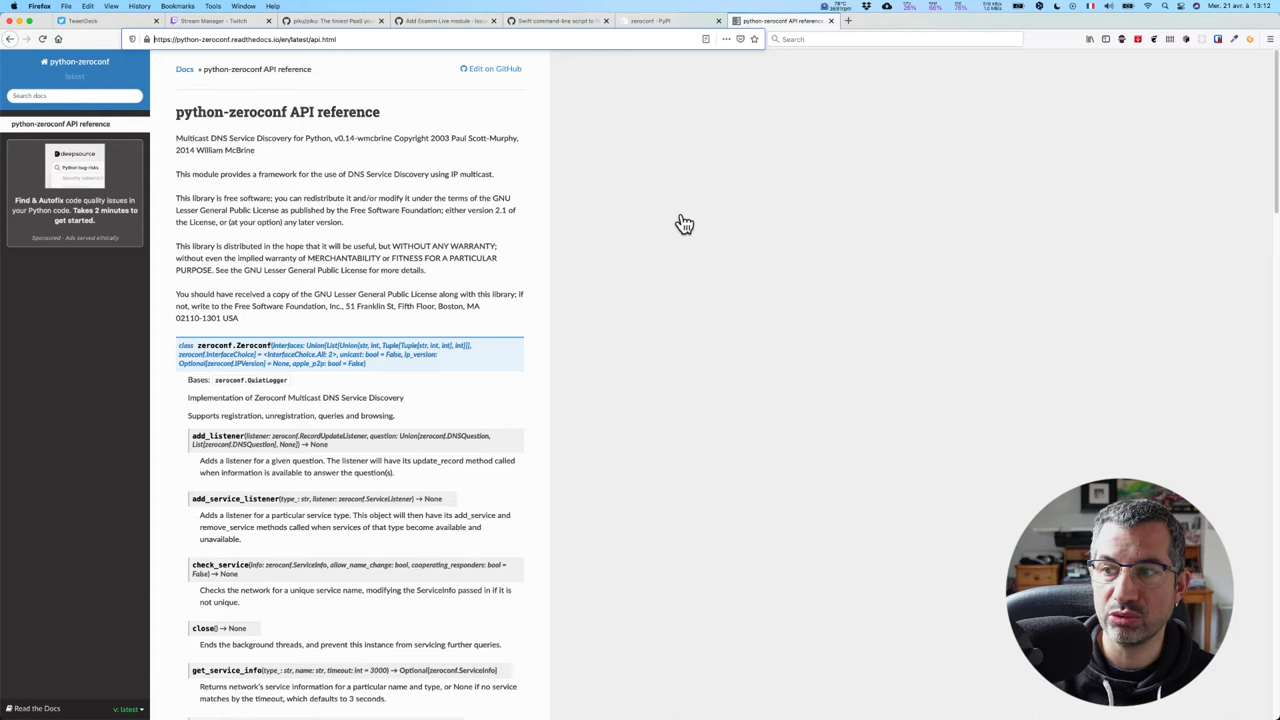 Firefox File Edit View History Bookmarks Tools Window Help
Mer. 21 avr. à 13:12
TweetDeck
Stream Manager - Twitch
piku/piku: The tiniest PaaS you
Add Ecamm Live module · Issue
Swift command-line script to fi
zeroconf · PyPI
python-zeroconf API reference
https://python-zeroconf.readthedocs.io/en/latest/api.html
Search
python-zeroconf
latest
Search docs
python-zeroconf API reference
deepsource
Python bug risks
Find & Autofix code quality issues in
your Python code. Takes 2 minutes to
get started.
Sponsored · Ads served ethically
Read the Docs
v: latest
Docs » python-zeroconf API reference
Edit on GitHub
python-zeroconf API reference
Multicast DNS Service Discovery for Python, v0.14-wmcbrine Copyright 2003 Paul Scott-Murphy,
2014 William McBrine
This module provides a framework for the use of DNS Service Discovery using IP multicast.
This library is free software; you can redistribute it and/or modify it under the terms of the GNU
Lesser General Public License as published by the Free Software Foundation; either version 2.1 of
the License, or (at your option) any later version.
This library is distributed in the hope that it will be useful, but WITHOUT ANY WARRANTY;
without even the implied warranty of MERCHANTABILITY or FITNESS FOR A PARTICULAR
PURPOSE. See the GNU Lesser General Public License for more details.
You should have received a copy of the GNU Lesser General Public License along with this library; if
not, write to the Free Software Foundation, Inc., 51 Franklin St, Fifth Floor, Boston, MA
02110-1301 USA
class zeroconf.Zeroconf(interfaces: Union[List[Union[str, int, Tuple[Tuple[str, int, int], int]]],
zeroconf.InterfaceChoice] = <InterfaceChoice.All: 2>, unicast: bool = False, ip_version:
Optional[zeroconf.IPVersion] = None, apple_p2p: bool = False)
Bases: zeroconf.QuietLogger
Implementation of Zeroconf Multicast DNS Service Discovery
Supports registration, unregistration, queries and browsing.
add_listener(listener: zeroconf.RecordUpdateListener, question: Union[zeroconf.DNSQuestion,
List[zeroconf.DNSQuestion], None]) → None
Adds a listener for a given question. The listener will have its update_record method called
when information is available to answer the question(s).
add_service_listener(type_: str, listener: zeroconf.ServiceListener) → None
Adds a listener for a particular service type. This object will then have its add_service and
remove_service methods called when services of that type become available and
unavailable.
check_service(info: zeroconf.ServiceInfo, allow_name_change: bool, cooperating_responders: bool =
False) → None
Checks the network for a unique service name, modifying the ServiceInfo passed in if it is
not unique.
close() → None
Ends the background threads, and prevent this instance from servicing further queries.
get_service_info(type_: str, name: str, timeout: int = 3000) → Optional[zeroconf.ServiceInfo]
Returns network's service information for a particular name and type, or None if no service
matches by the timeout, which defaults to 3 seconds.